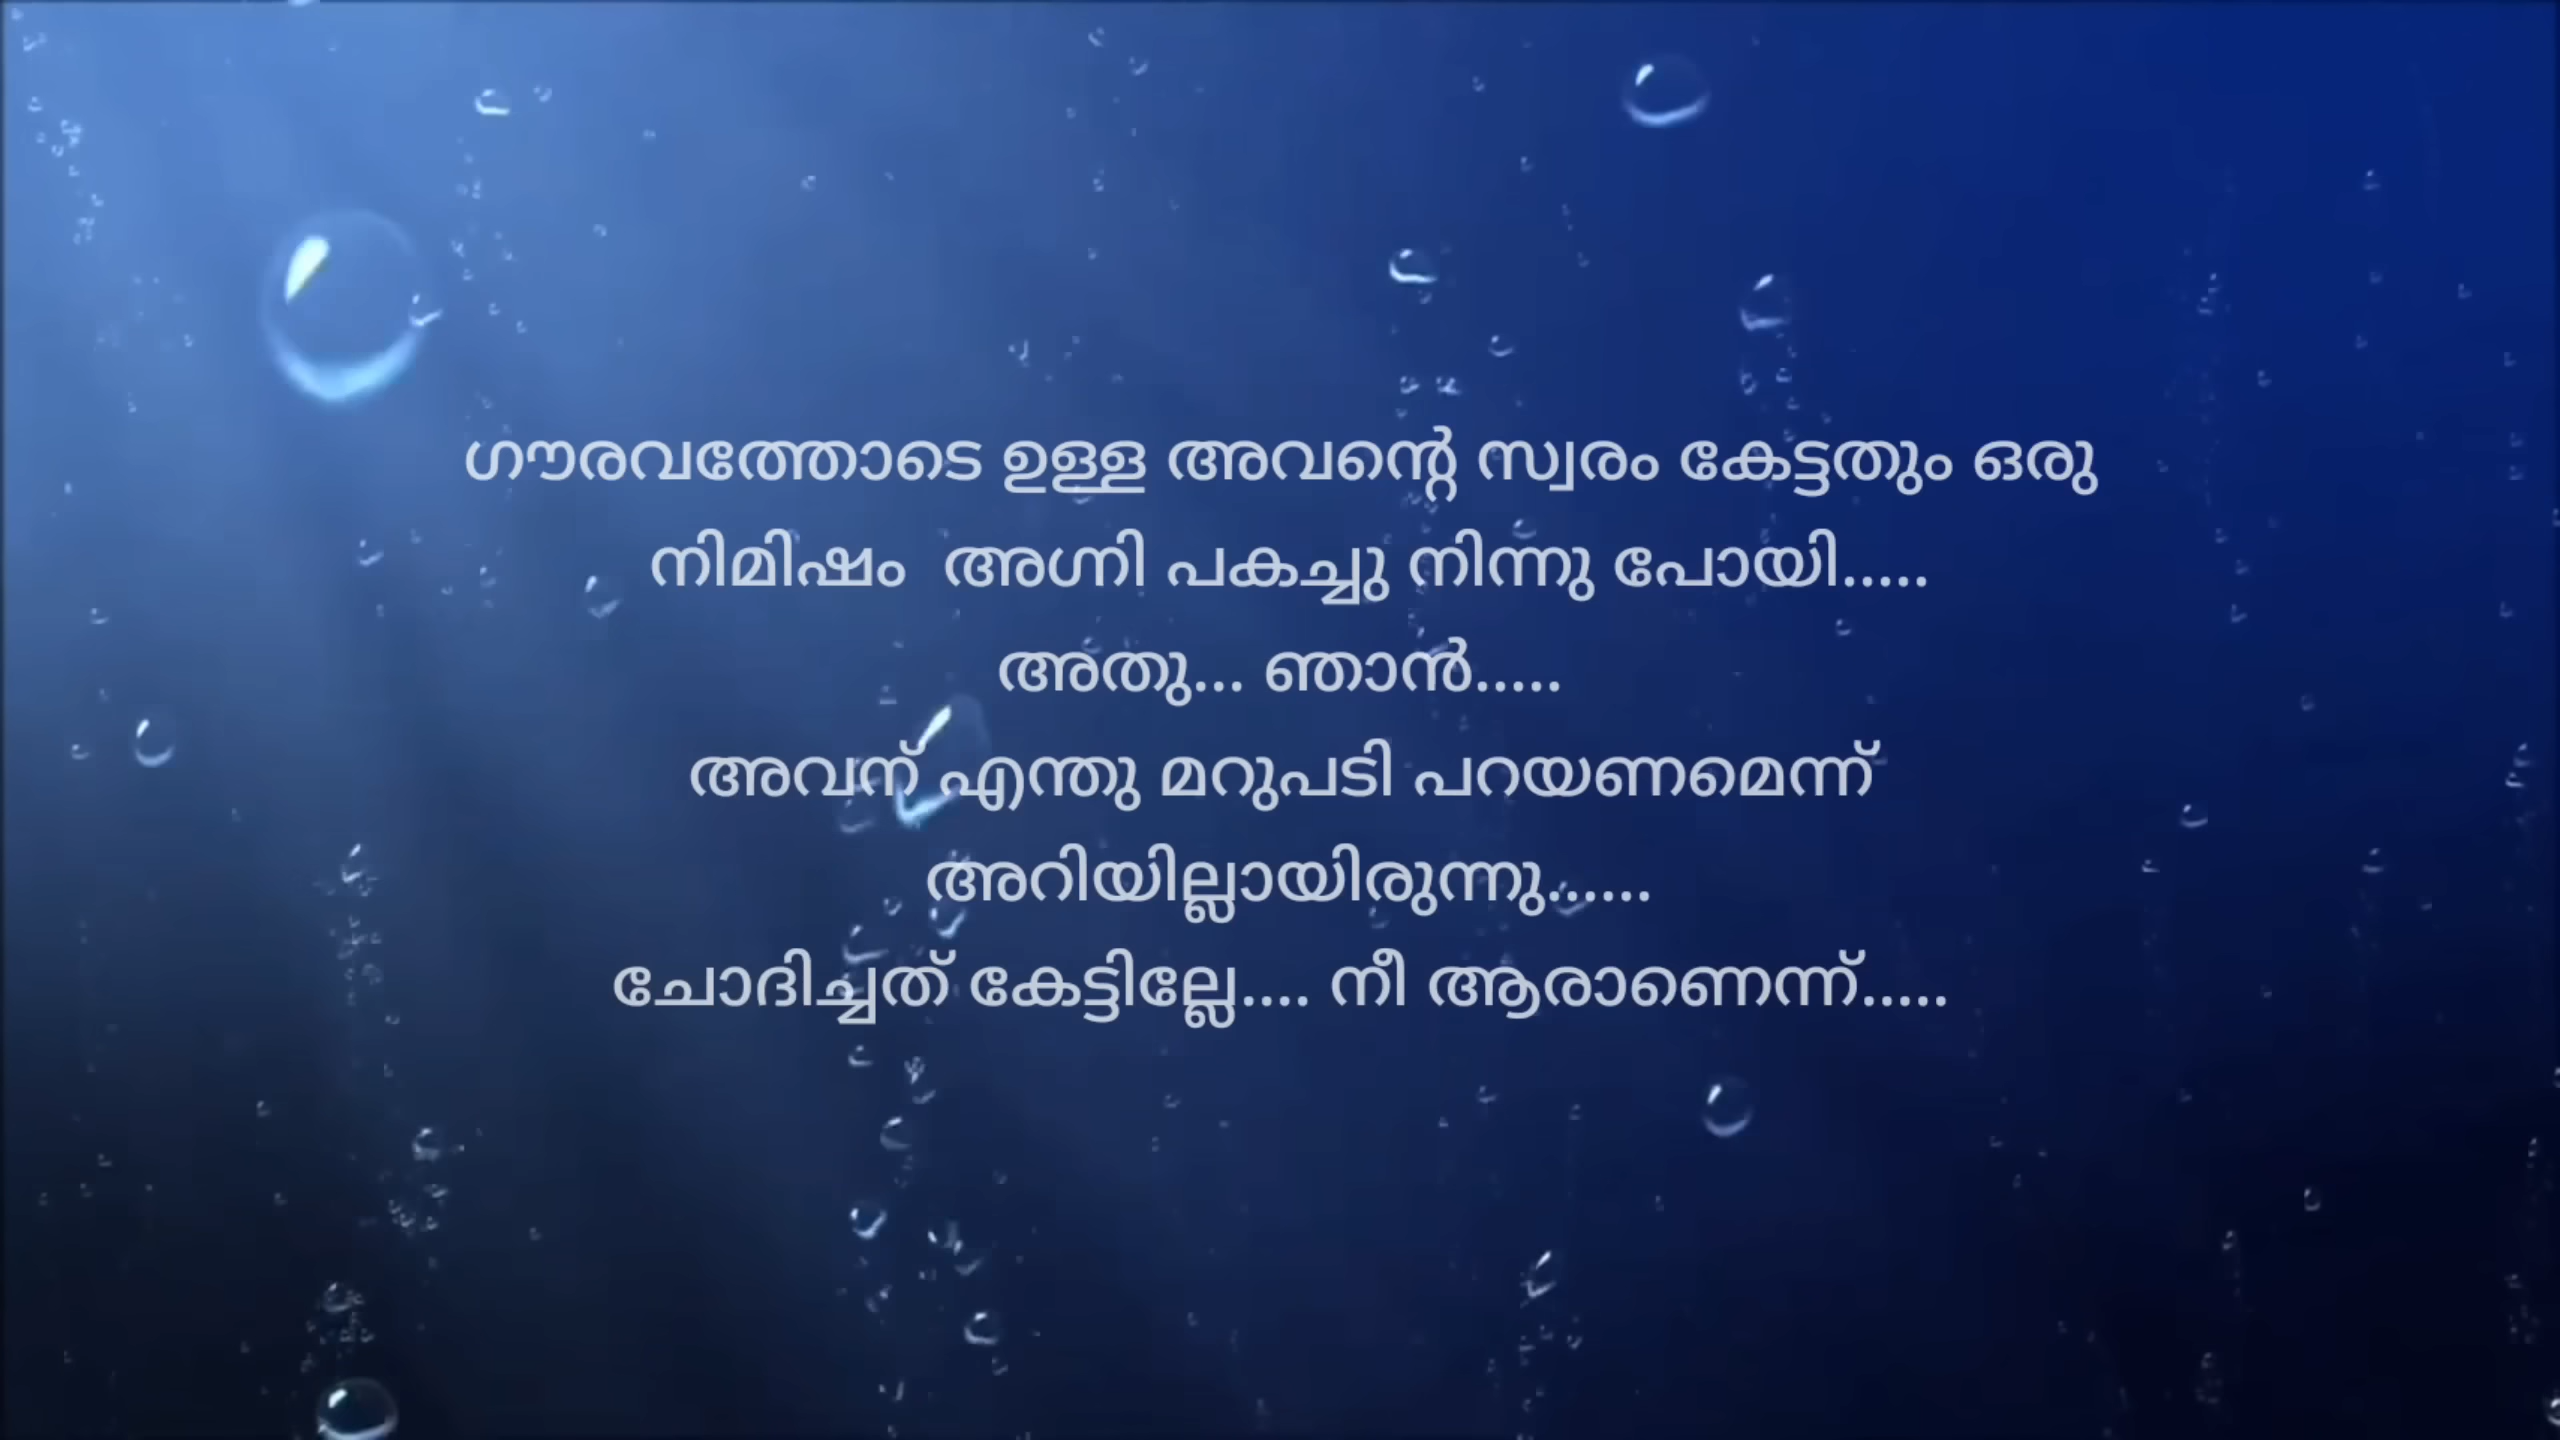 ഗൗരവത്തോടെ ഉള്ള അവന്റെ സ്വരം കേട്ടതും ഒരു
നിമിഷം  അഗ്നി പകച്ചു നിന്നു പോയി.....
അതു... ഞാൻ.....
അവന് എന്തു മറുപടി പറയണമെന്ന്
അറിയില്ലായിരുന്നു......
ചോദിച്ചത് കേട്ടില്ലേ.... നീ ആരാണെന്ന്.....